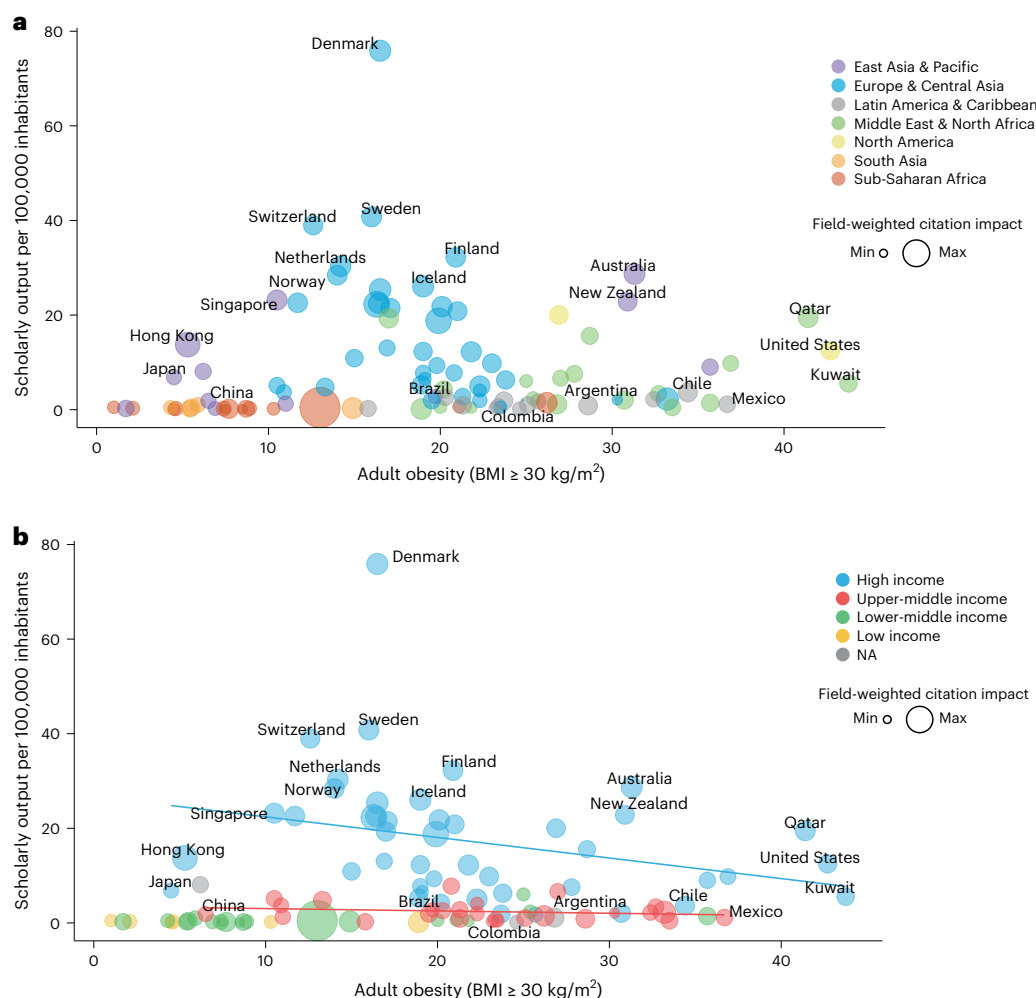 a
80
60
40
20
0
Scholarly output per 100,000 inhabitants
0
10
20
30
40
Adult obesity (BMI ≥ 30 kg/m²)
Denmark
Switzerland
Sweden
Netherlands
Finland
Norway
Iceland
Singapore
Australia
New Zealand
Hong Kong
Japan
China
Brazil
Colombia
Argentina
Chile
Mexico
Qatar
United States
Kuwait
East Asia & Pacific
Europe & Central Asia
Latin America & Caribbean
Middle East & North Africa
North America
South Asia
Sub-Saharan Africa
Field-weighted citation impact
Min Max
b
80
60
40
20
0
Scholarly output per 100,000 inhabitants
0
10
20
30
40
Adult obesity (BMI ≥ 30 kg/m²)
Denmark
Switzerland
Sweden
Netherlands
Finland
Norway
Iceland
Singapore
Australia
New Zealand
Hong Kong
Japan
China
Brazil
Colombia
Argentina
Chile
Mexico
Qatar
United States
Kuwait
High income
Upper-middle income
Lower-middle income
Low income
NA
Field-weighted citation impact
Min Max